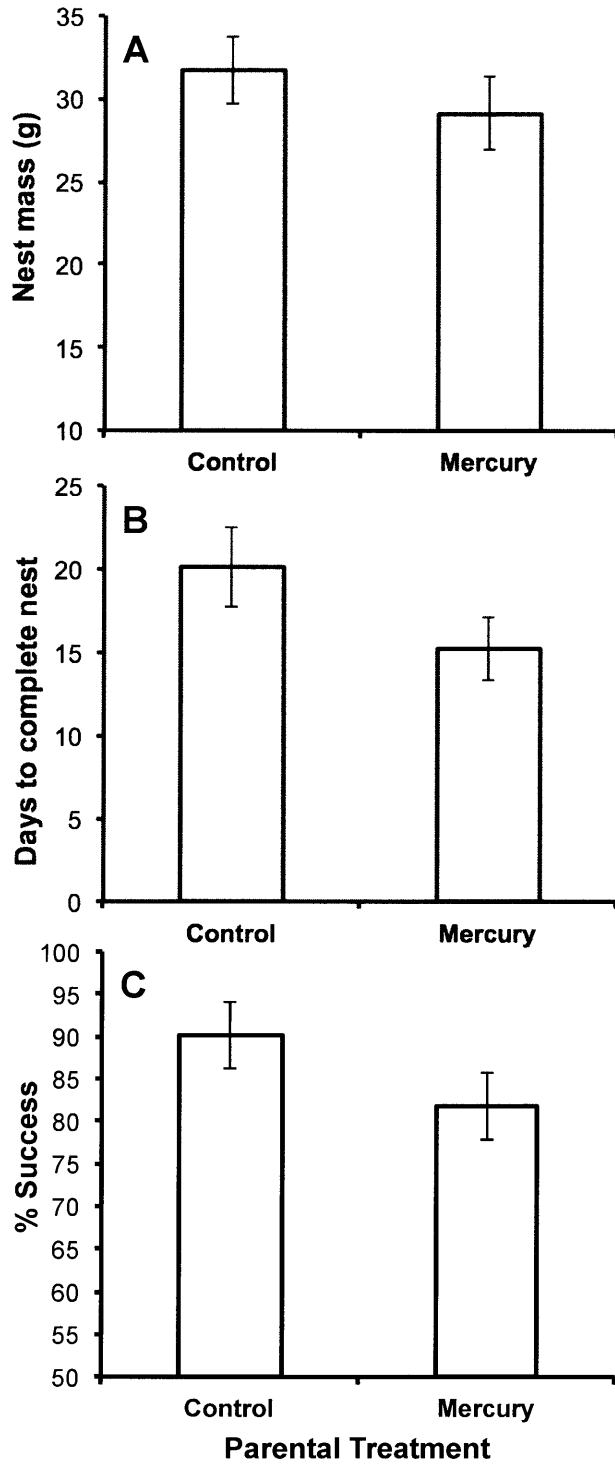 A
Nest mass (g)
35
30
25
20
15
10
Control Mercury
B
Days to complete nest
25
20
15
10
5
0
Control Mercury
C
% Success
100
95
90
85
80
75
70
65
60
55
50
Control Mercury
Parental Treatment